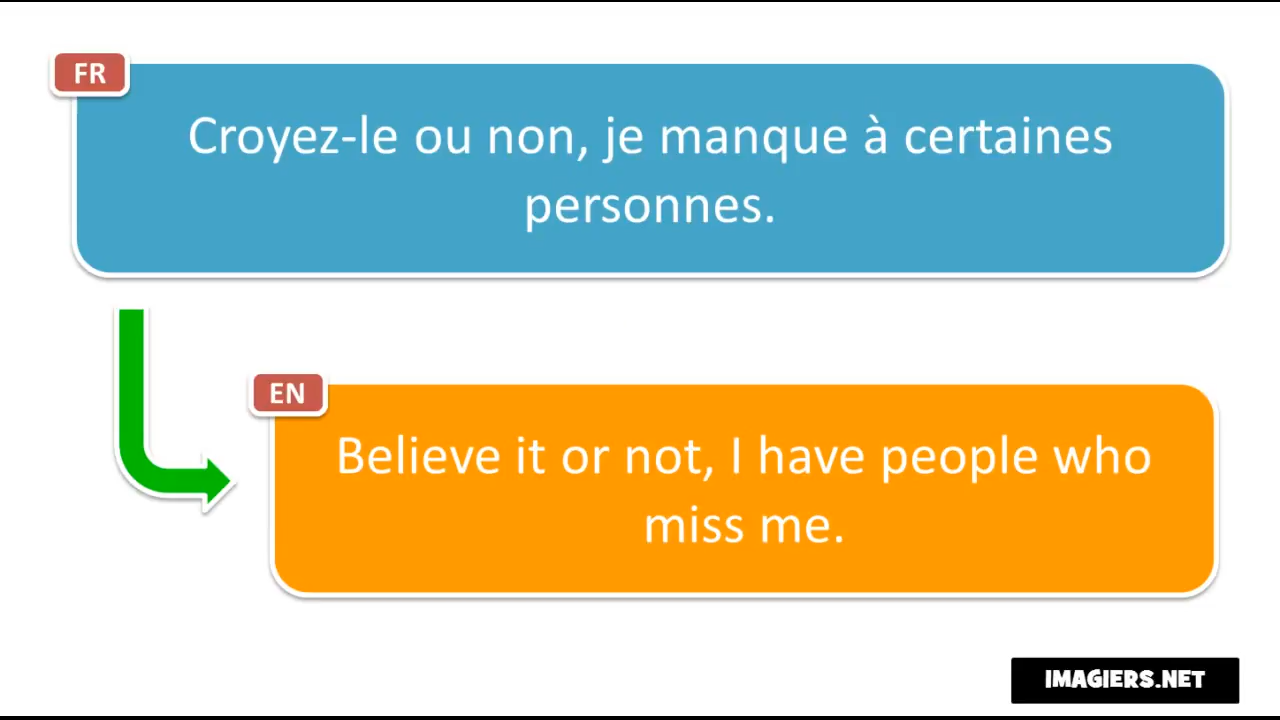 FR
Croyez-le ou non, je manque à certaines
personnes.
EN
Believe it or not, I have people who
miss me.
IMAGIERS.NET